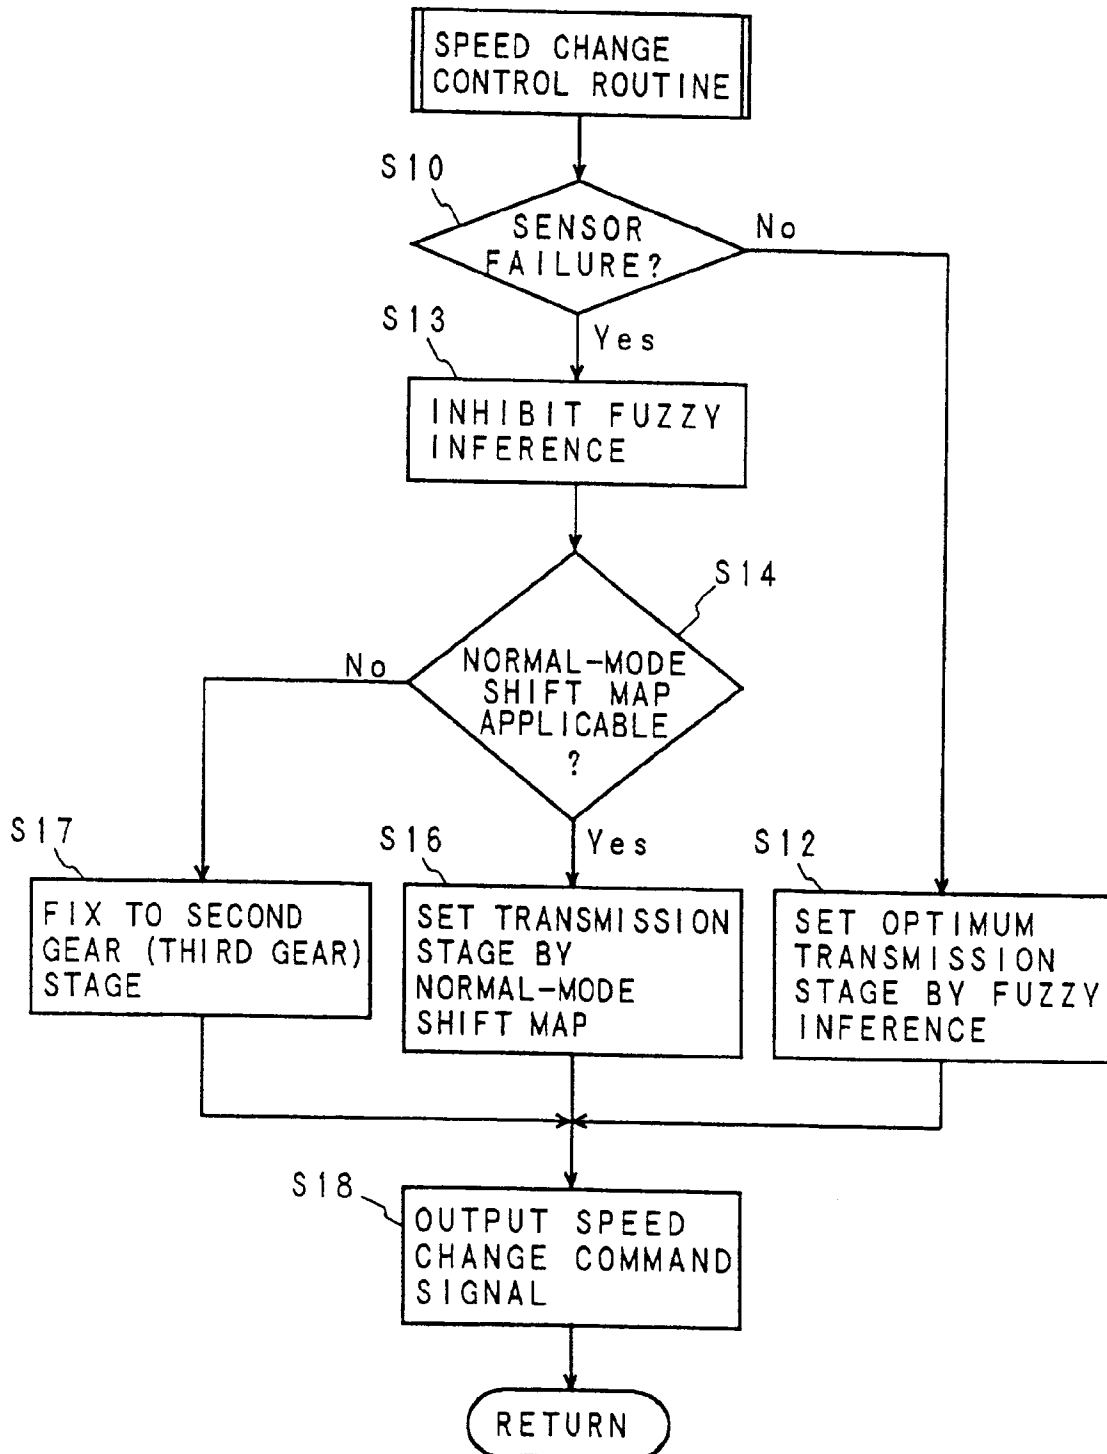 SPEED CHANGE
CONTROL ROUTINE
S10
SENSOR
FAILURE?
No
S13
Yes
INHIBIT FUZZY
INFERENCE
S14
No
NORMAL-MODE
SHIFT MAP
APPLICABLE
?
S17
S16
Yes
S12
FIX TO SECOND
GEAR (THIRD GEAR)
STAGE
SET TRANSMISSION
STAGE BY
NORMAL-MODE
SHIFT MAP
SET OPTIMUM
TRANSMISSION
STAGE BY FUZZY
INFERENCE
S18
OUTPUT SPEED
CHANGE COMMAND
SIGNAL
RETURN